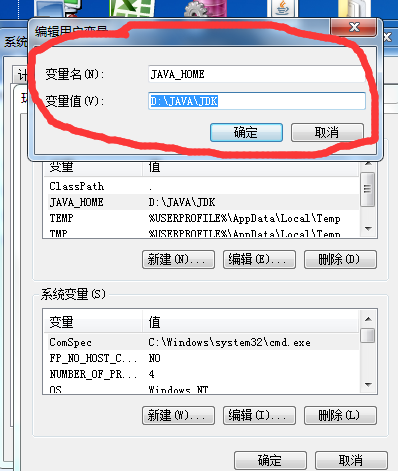 编辑用户变量
系统
计
变量名(N):
JAVA_HOME
变量值(V):
D:\JAVA\JDK
确定
取消
环
变量
值
ClassPath
.
JAVA_HOME
D:\JAVA\JDK
TEMP
%USERPROFILE%\AppData\Local\Temp
TMP
%USERPROFILE%\AppData\Local\Temp
新建(N)...
编辑(E)...
删除(D)
系统变量(S)
变量
值
ComSpec
C:\Windows\system32\cmd.exe
FP_NO_HOST_C...
NO
NUMBER_OF_PR...
4
OS
Windows_NT
新建(W)...
编辑(I)...
删除(L)
确定
取消